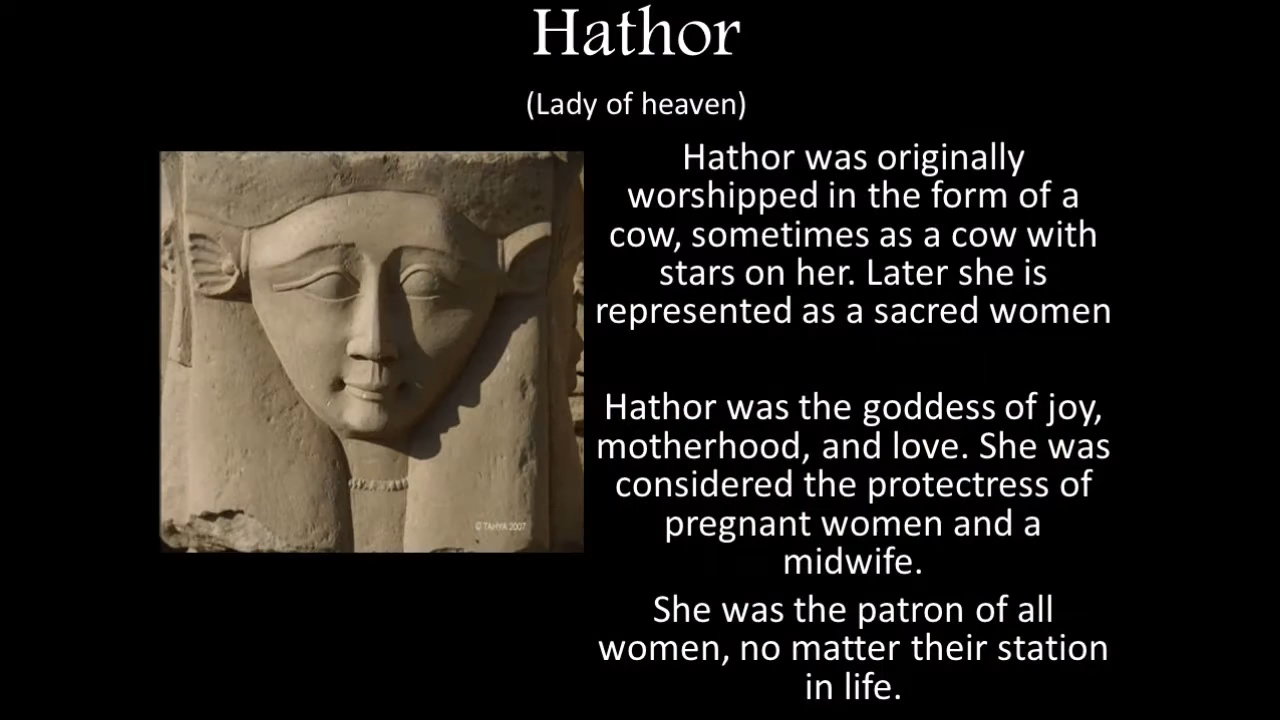 Hathor
(Lady of heaven)
Hathor was originally
worshipped in the form of a
cow, sometimes as a cow with
stars on her. Later she is
represented as a sacred women
Hathor was the goddess of joy,
motherhood, and love. She was
considered the protectress of
pregnant women and a
midwife.
She was the patron of all
women, no matter their station
in life.
© TAHYA 2007